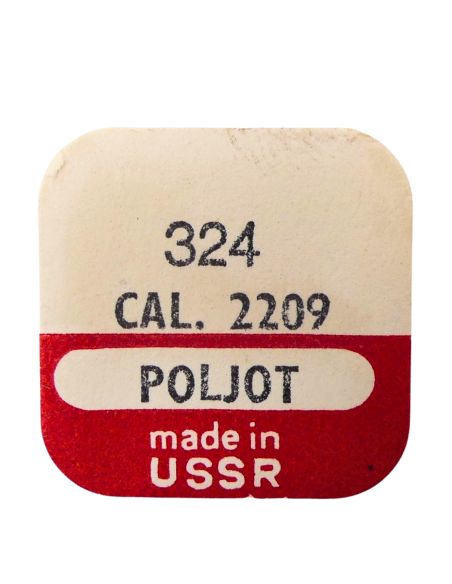 324
CAL. 2209
POLJOT
made in
USSR